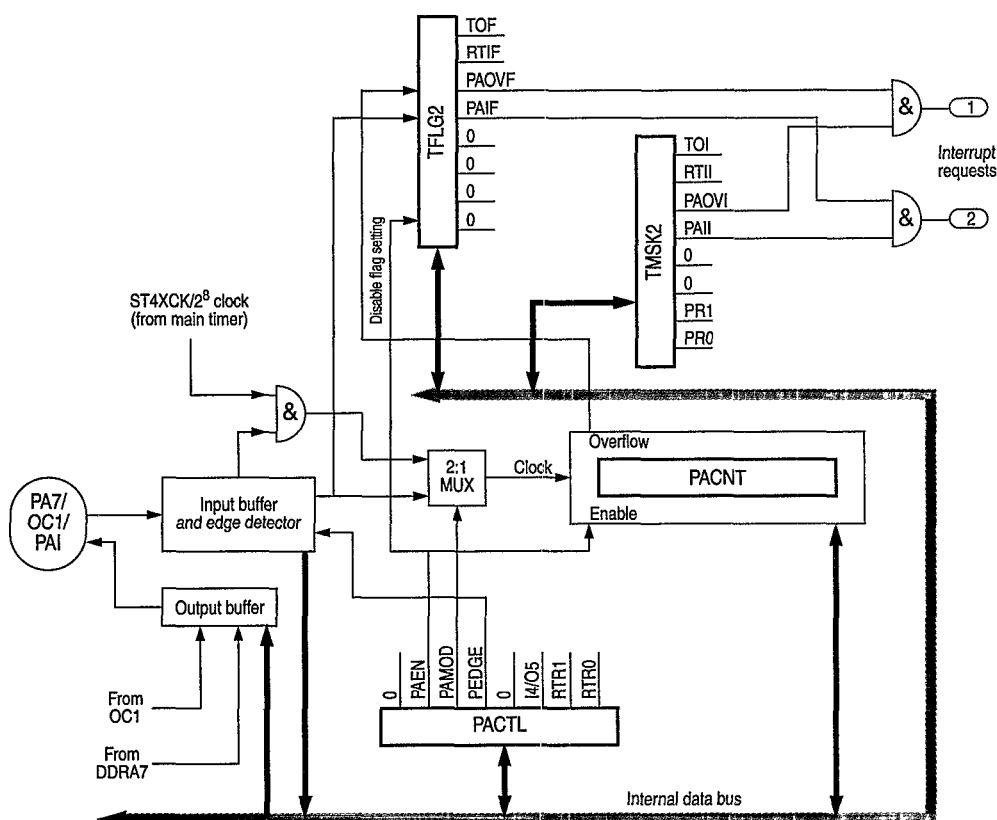 TOF
RTIF
PAOVF
PAIF
0
0
0
0
TFLG2
&
1
Interrupt
requests
&
2
TOI
RTII
PAOVI
PAII
0
0
PR1
PR0
TMSK2
Disable flag setting
ST4XCK/2⁸ clock
(from main timer)
&
2:1
MUX
Clock
Overflow
PACNT
Enable
PA7/
OC1/
PAI
Input buffer
and edge detector
Output buffer
0
PAEN
PAMOD
PEDGE
0
I4/O5
RTR1
RTR0
PACTL
From
OC1
From
DDRA7
Internal data bus